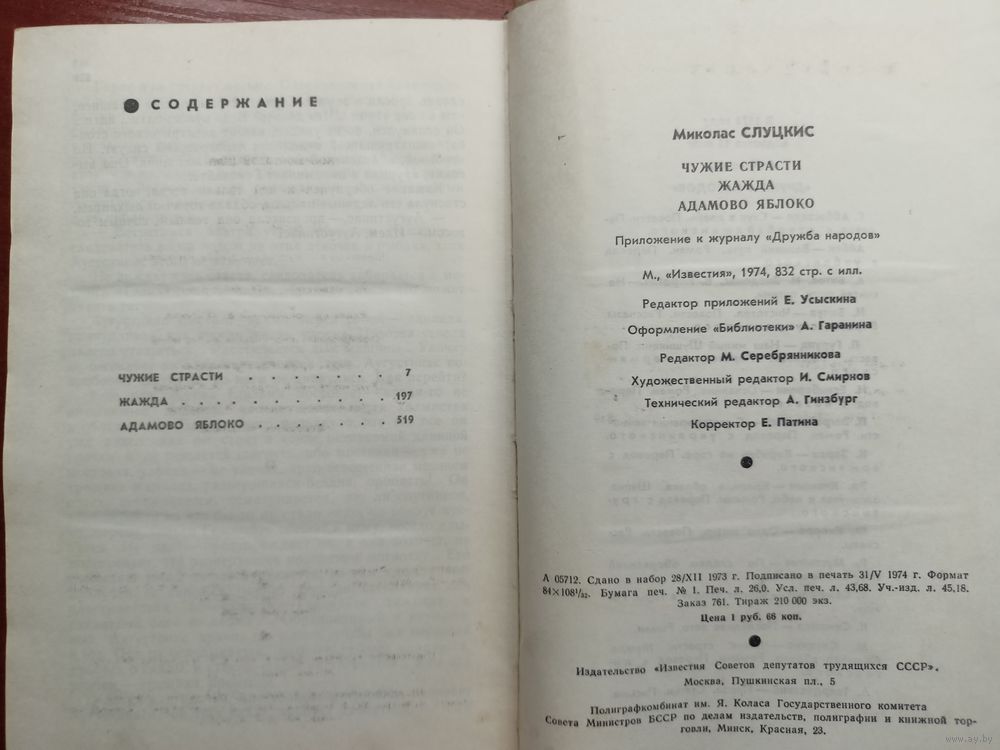 СОДЕРЖАНИЕ
ЧУЖИЕ СТРАСТИ . . . . . . . 7
ЖАЖДА . . . . . . . . . . . 197
АДАМОВО ЯБЛОКО . . . . . . . 519
Миколас СЛУЦКИС
ЧУЖИЕ СТРАСТИ
ЖАЖДА
АДАМОВО ЯБЛОКО
Приложение к журналу «Дружба народов»
М., «Известия», 1974, 832 стр. с илл.
Редактор приложений Е. Усыскина
Оформление «Библиотеки» А. Гаранина
Редактор М. Серебрянникова
Художественный редактор И. Смирнов
Технический редактор А. Гинзбург
Корректор Е. Патина
А 05712. Сдано в набор 28/XII 1973 г. Подписано в печать 31/V 1974 г. Формат
84×108¹/₃₂. Бумага печ. № 1. Печ. л. 26,0. Усл. печ. л. 43,68. Уч.-изд. л. 45,18.
Заказ 761. Тираж 210 000 экз.
Цена 1 руб. 66 коп.
Издательство «Известия Советов депутатов трудящихся СССР».
Москва, Пушкинская пл., 5
Полиграфкомбинат им. Я. Коласа Государственного комитета
Совета Министров БССР по делам издательств, полиграфии и книжной тор-
говли, Минск, Красная, 23.
www.ay.by